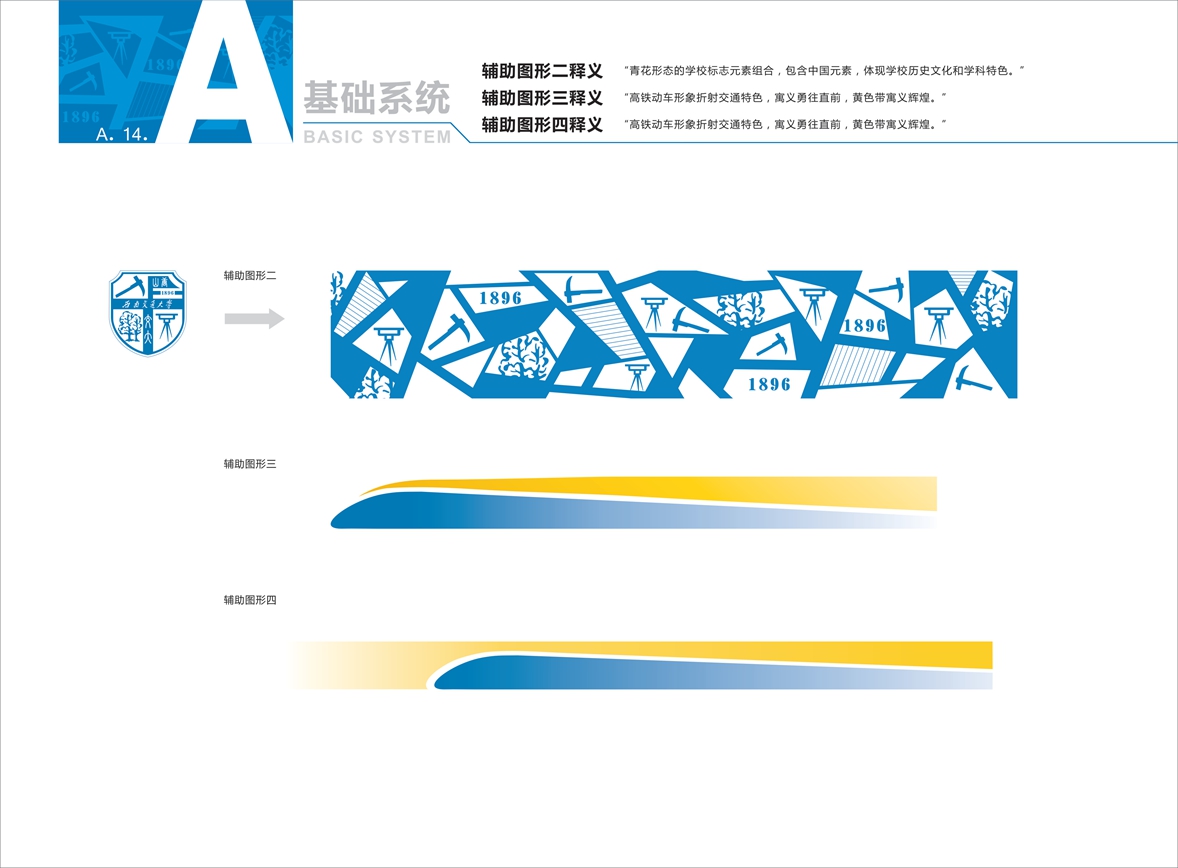 1896
1896
A. 14.
A
基础系统
BASIC SYSTEM
辅助图形二释义 “青花形态的学校标志元素组合，包含中国元素，体现学校历史文化和学科特色。”
辅助图形三释义 “高铁动车形象折射交通特色，寓义勇往直前，黄色带寓义辉煌。”
辅助图形四释义 “高铁动车形象折射交通特色，寓义勇往直前，黄色带寓义辉煌。”
辅助图形二
1896
西南交通大学
1896
1896
1896
辅助图形三
辅助图形四